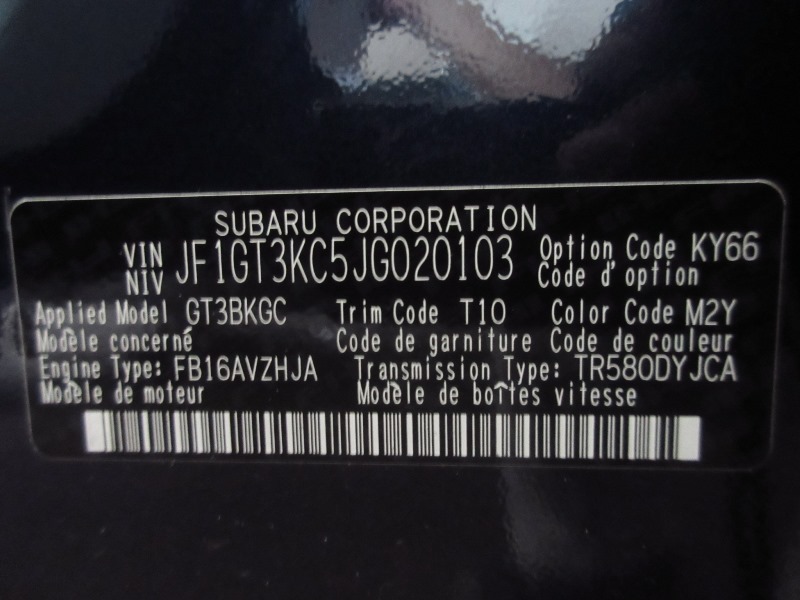 SUBARU CORPORATION
VIN NIV JF1GT3KC5JG020103 Option Code KY66
Code d'option
Applied Model GT3BKGC Trim Code T10 Color Code M2Y
Modèle concerné Code de garniture Code de couleur
Engine Type: FB16AVZHJA Transmission Type: TR580DYJCA
Modèle de moteur Modèle de boîtes vitesse